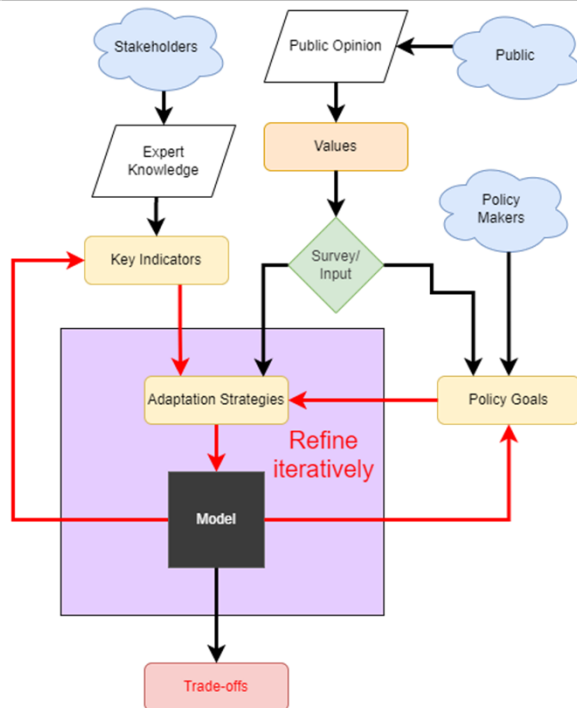 Stakeholders
Public Opinion
Public
Expert
Knowledge
Values
Policy
Makers
Key Indicators
Survey/
Input
Adaptation Strategies
Policy Goals
Refine
iteratively
Model
Trade-offs